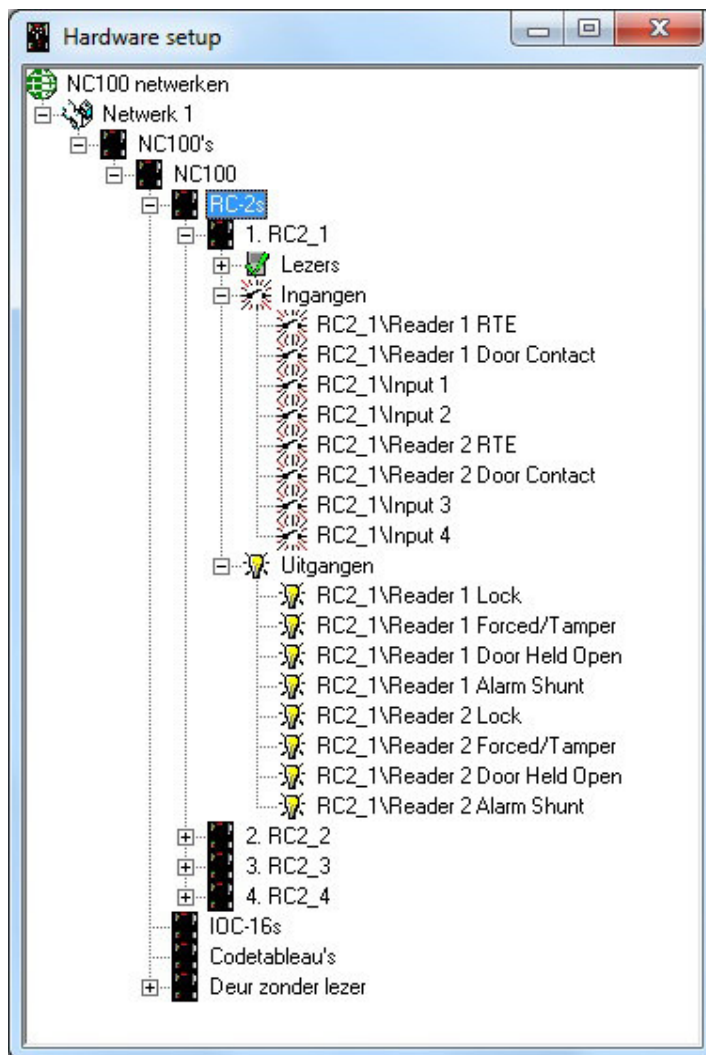 Hardware setup
NC100 netwerken
Netwerk 1
NC100's
NC100
RC-2s
1. RC2_1
Lezers
Ingangen
RC2_1\Reader 1 RTE
RC2_1\Reader 1 Door Contact
RC2_1\Input 1
RC2_1\Input 2
RC2_1\Reader 2 RTE
RC2_1\Reader 2 Door Contact
RC2_1\Input 3
RC2_1\Input 4
Uitgangen
RC2_1\Reader 1 Lock
RC2_1\Reader 1 Forced/Tamper
RC2_1\Reader 1 Door Held Open
RC2_1\Reader 1 Alarm Shunt
RC2_1\Reader 2 Lock
RC2_1\Reader 2 Forced/Tamper
RC2_1\Reader 2 Door Held Open
RC2_1\Reader 2 Alarm Shunt
2. RC2_2
3. RC2_3
4. RC2_4
IOC-16s
Codetableau's
Deur zonder lezer